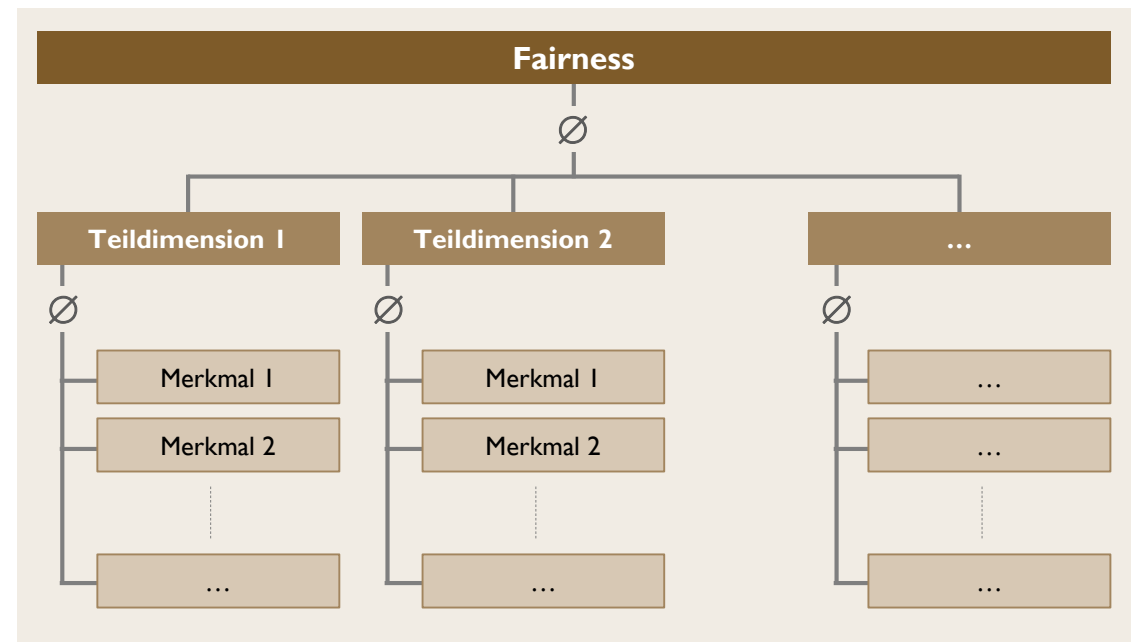 Fairness
Ø
Teildimension 1
Teildimension 2
...
Ø
Ø
Ø
Merkmal 1
Merkmal 1
...
Merkmal 2
Merkmal 2
...
...
...
...